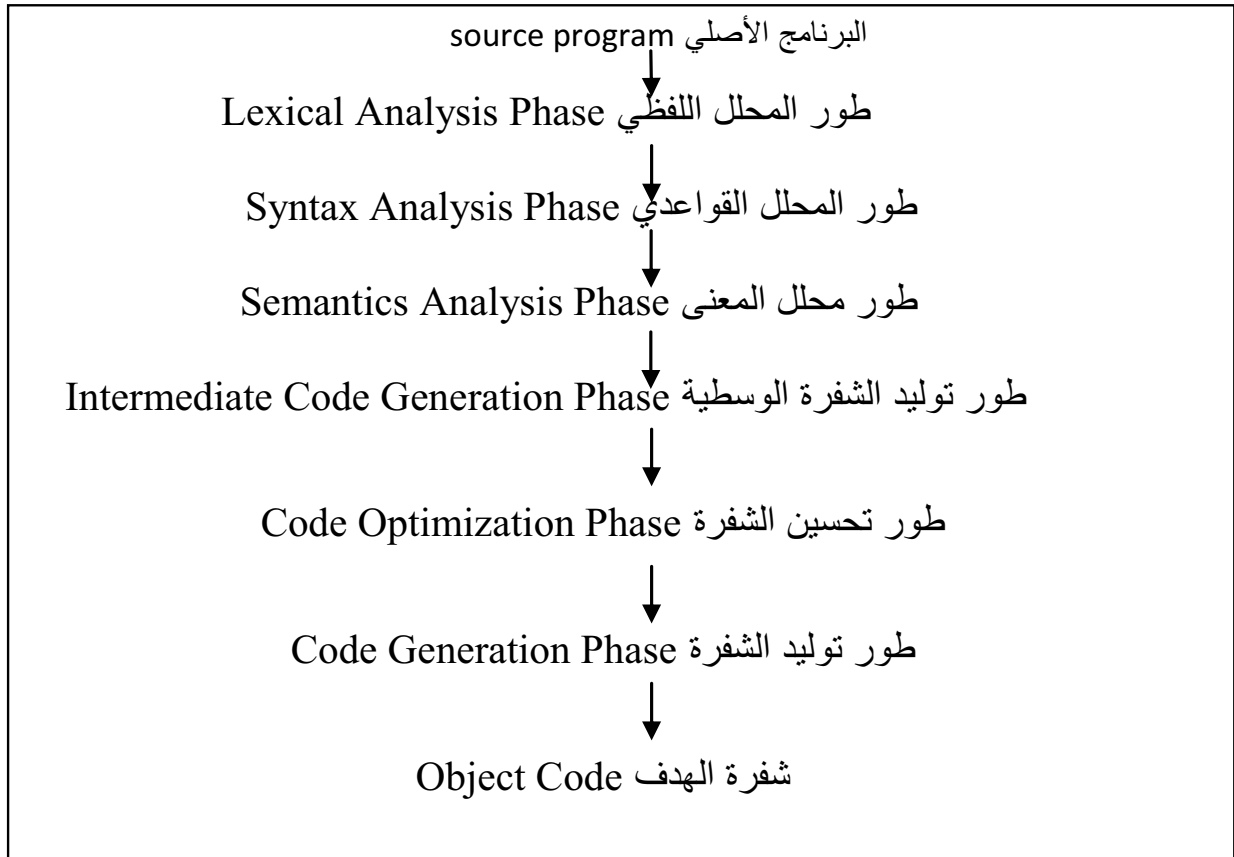 البرنامج الأصلي source program
طور المحلل اللفظي Lexical Analysis Phase
طور المحلل القواعدي Syntax Analysis Phase
طور محلل المعنى Semantics Analysis Phase
طور توليد الشفرة الوسطية Intermediate Code Generation Phase
طور تحسين الشفرة Code Optimization Phase
طور توليد الشفرة Code Generation Phase
شفرة الهدف Object Code